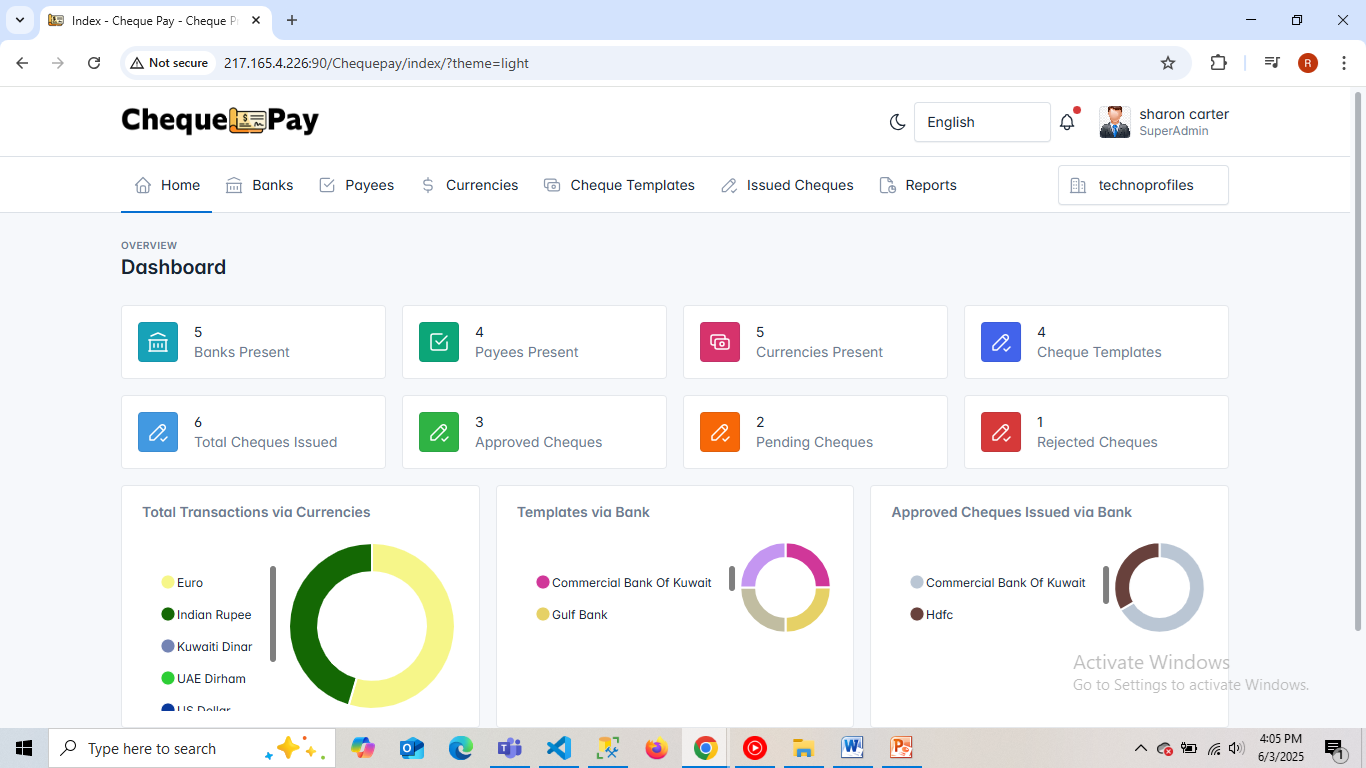 Index - Cheque Pay - Cheque P
Not secure
217.165.4.226:90/Chequepay/index/?theme=light
R
Cheque Pay
English
sharon carter
SuperAdmin
Home
Banks
Payees
Currencies
Cheque Templates
Issued Cheques
Reports
technoprofiles
OVERVIEW
Dashboard
5
Banks Present
4
Payees Present
5
Currencies Present
4
Cheque Templates
6
Total Cheques Issued
3
Approved Cheques
2
Pending Cheques
1
Rejected Cheques
Total Transactions via Currencies
Euro
Indian Rupee
Kuwaiti Dinar
UAE Dirham
US Dollar
Templates via Bank
Commercial Bank Of Kuwait
Gulf Bank
Approved Cheques Issued via Bank
Commercial Bank Of Kuwait
Hdfc
Activate Windows
Go to Settings to activate Windows.
Type here to search
4:05 PM
6/3/2025
1